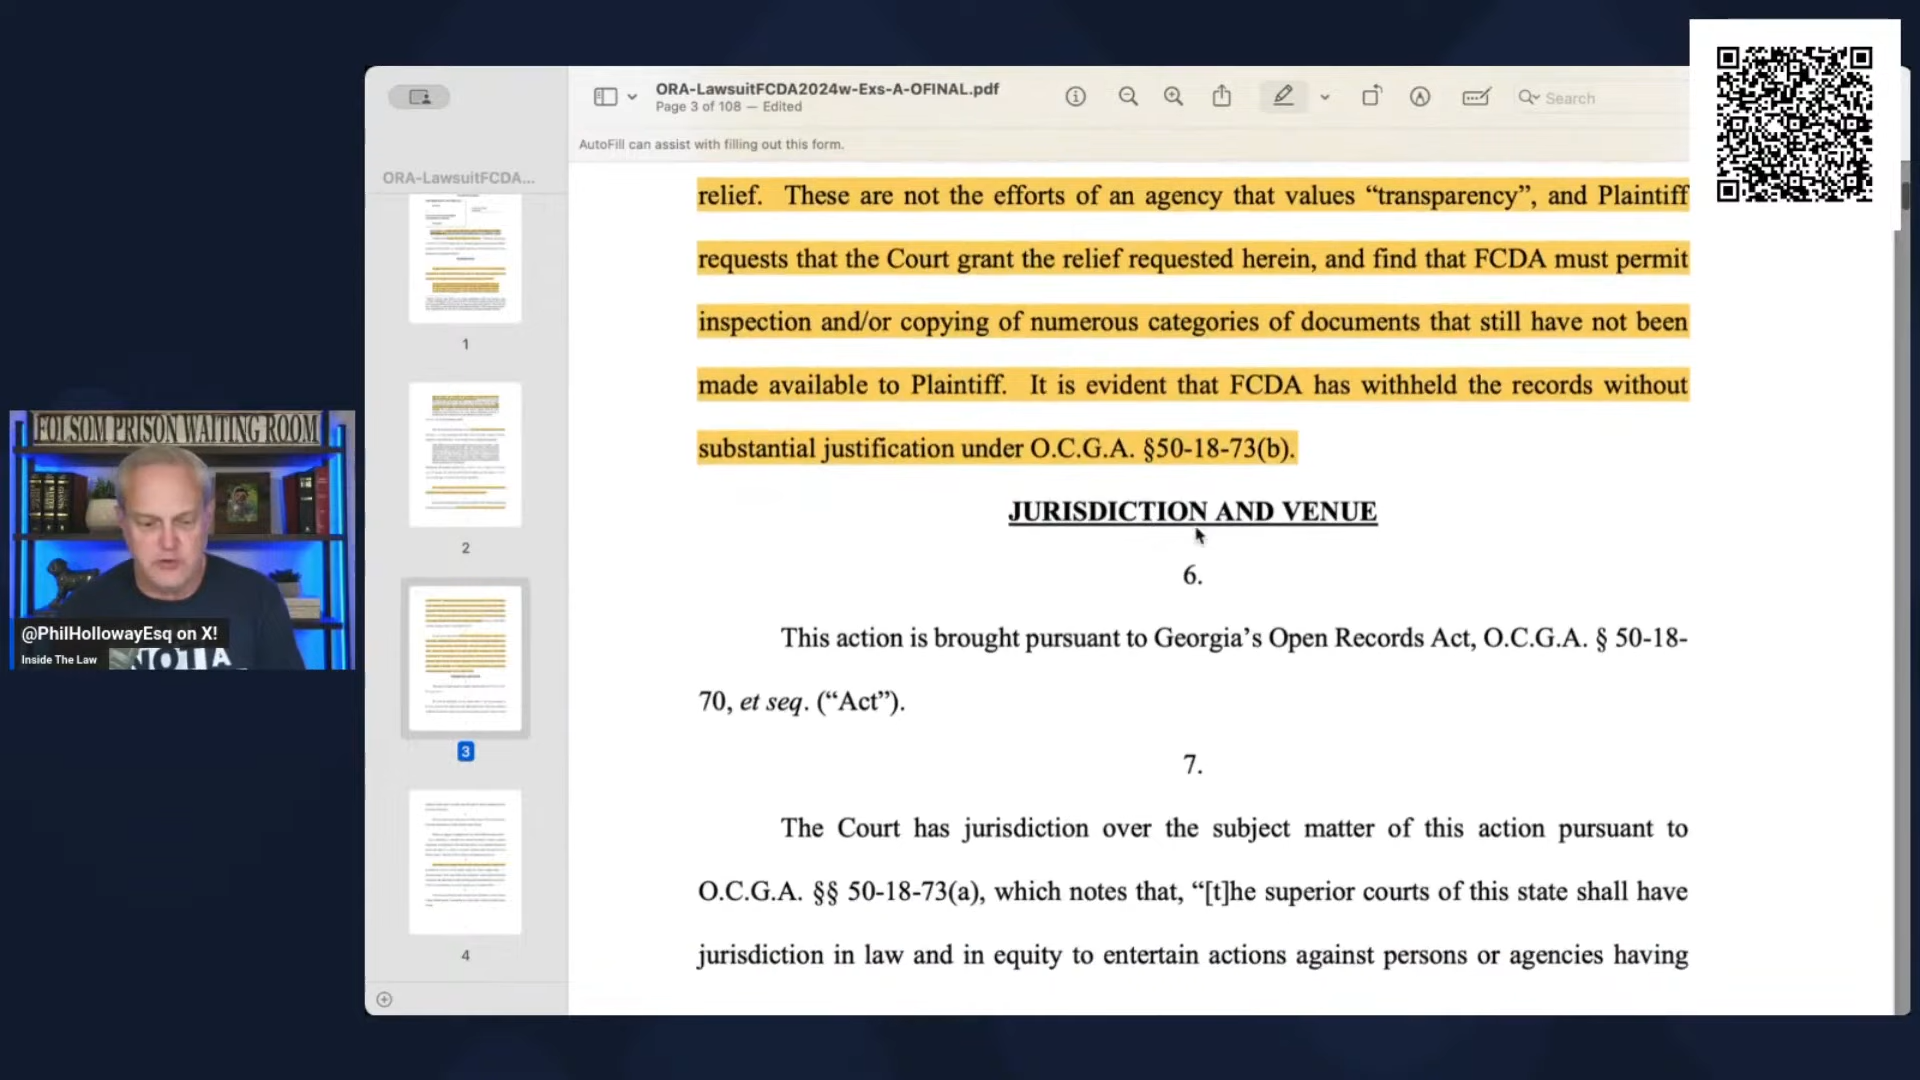 ORA-LawsuitFCDA2024w-Exs-A-OFINAL.pdf
Page 3 of 108 — Edited
Search
AutoFill can assist with filling out this form.
ORA-LawsuitFCDA...
1
2
3
4
relief. These are not the efforts of an agency that values “transparency”, and Plaintiff
requests that the Court grant the relief requested herein, and find that FCDA must permit
inspection and/or copying of numerous categories of documents that still have not been
made available to Plaintiff. It is evident that FCDA has withheld the records without
substantial justification under O.C.G.A. §50-18-73(b).
JURISDICTION AND VENUE
6.
This action is brought pursuant to Georgia’s Open Records Act, O.C.G.A. § 50-18-
70, et seq. (“Act”).
7.
The Court has jurisdiction over the subject matter of this action pursuant to
O.C.G.A. §§ 50-18-73(a), which notes that, “[t]he superior courts of this state shall have
jurisdiction in law and in equity to entertain actions against persons or agencies having
FOLSOM PRISON WAITING ROOM
@PhilHollowayEsq on X!
Inside The Law